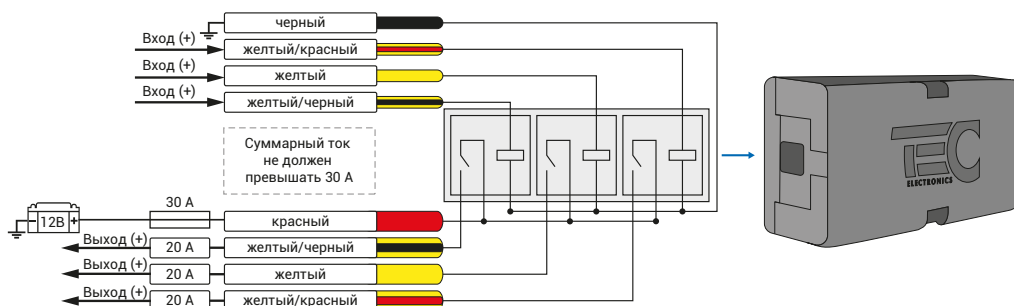 черный
Вход (+)
желтый/красный
Вход (+)
желтый
Вход (+)
желтый/черный
Суммарный ток
не должен
превышать 30 А
TEC
ELECTRONICS
30 А
- 12В +
красный
Выход (+)
20 А
желтый/черный
Выход (+)
20 А
желтый
Выход (+)
20 А
желтый/красный